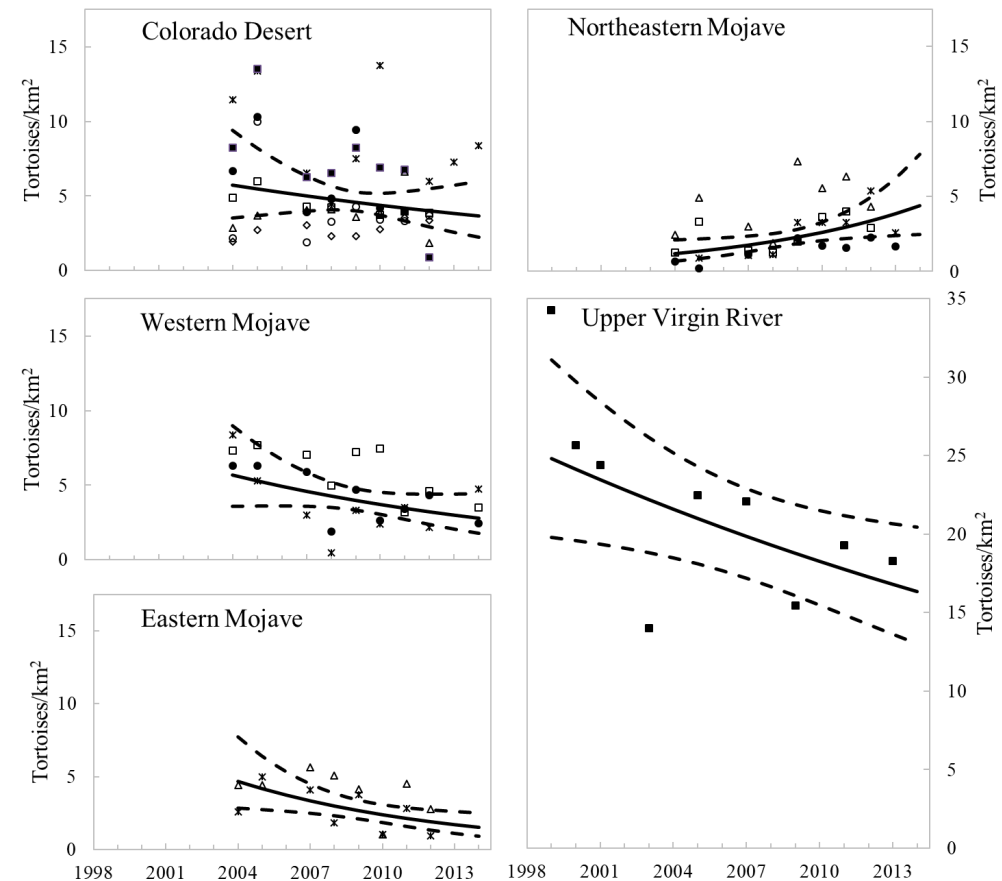 Colorado Desert
15
10
5
0
Tortoises/km²
Northeastern Mojave
15
10
5
0
Tortoises/km²
Western Mojave
15
10
5
0
Tortoises/km²
Upper Virgin River
35
30
25
20
15
10
5
0
Tortoises/km²
Eastern Mojave
15
10
5
0
Tortoises/km²
1998 2001 2004 2007 2010 2013
1998 2001 2004 2007 2010 2013